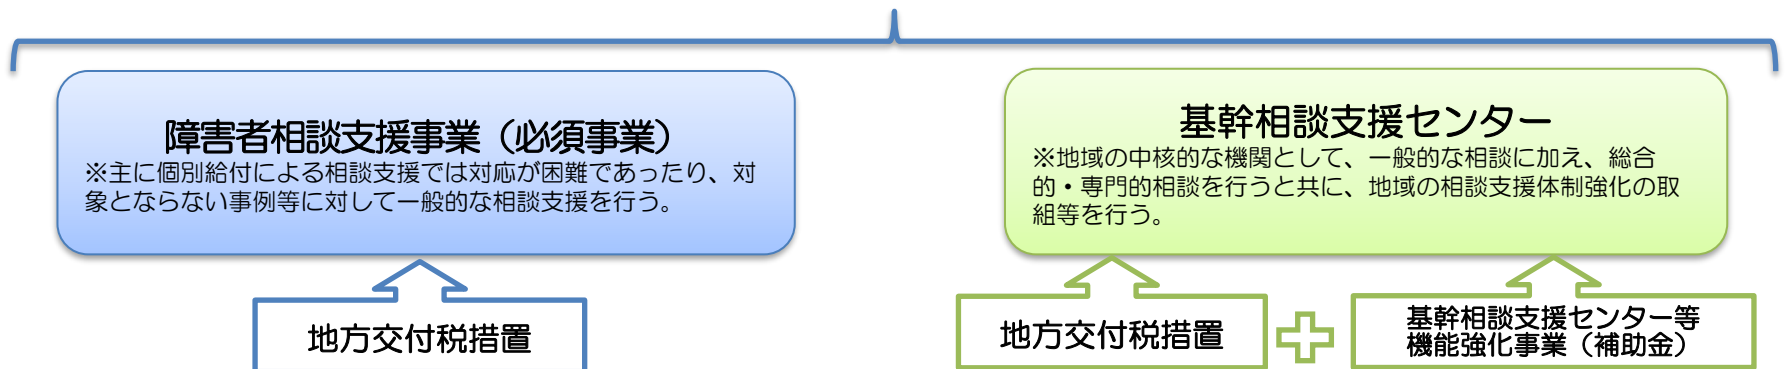 障害者相談支援事業（必須事業）
※主に個別給付による相談支援では対応が困難であったり、対
象とならない事例等に対して一般的な相談支援を行う。
地方交付税措置
基幹相談支援センター
※地域の中核的な機関として、一般的な相談に加え、総合
的・専門的相談を行うと共に、地域の相談支援体制強化の取
組等を行う。
地方交付税措置
基幹相談支援センター等
機能強化事業（補助金）